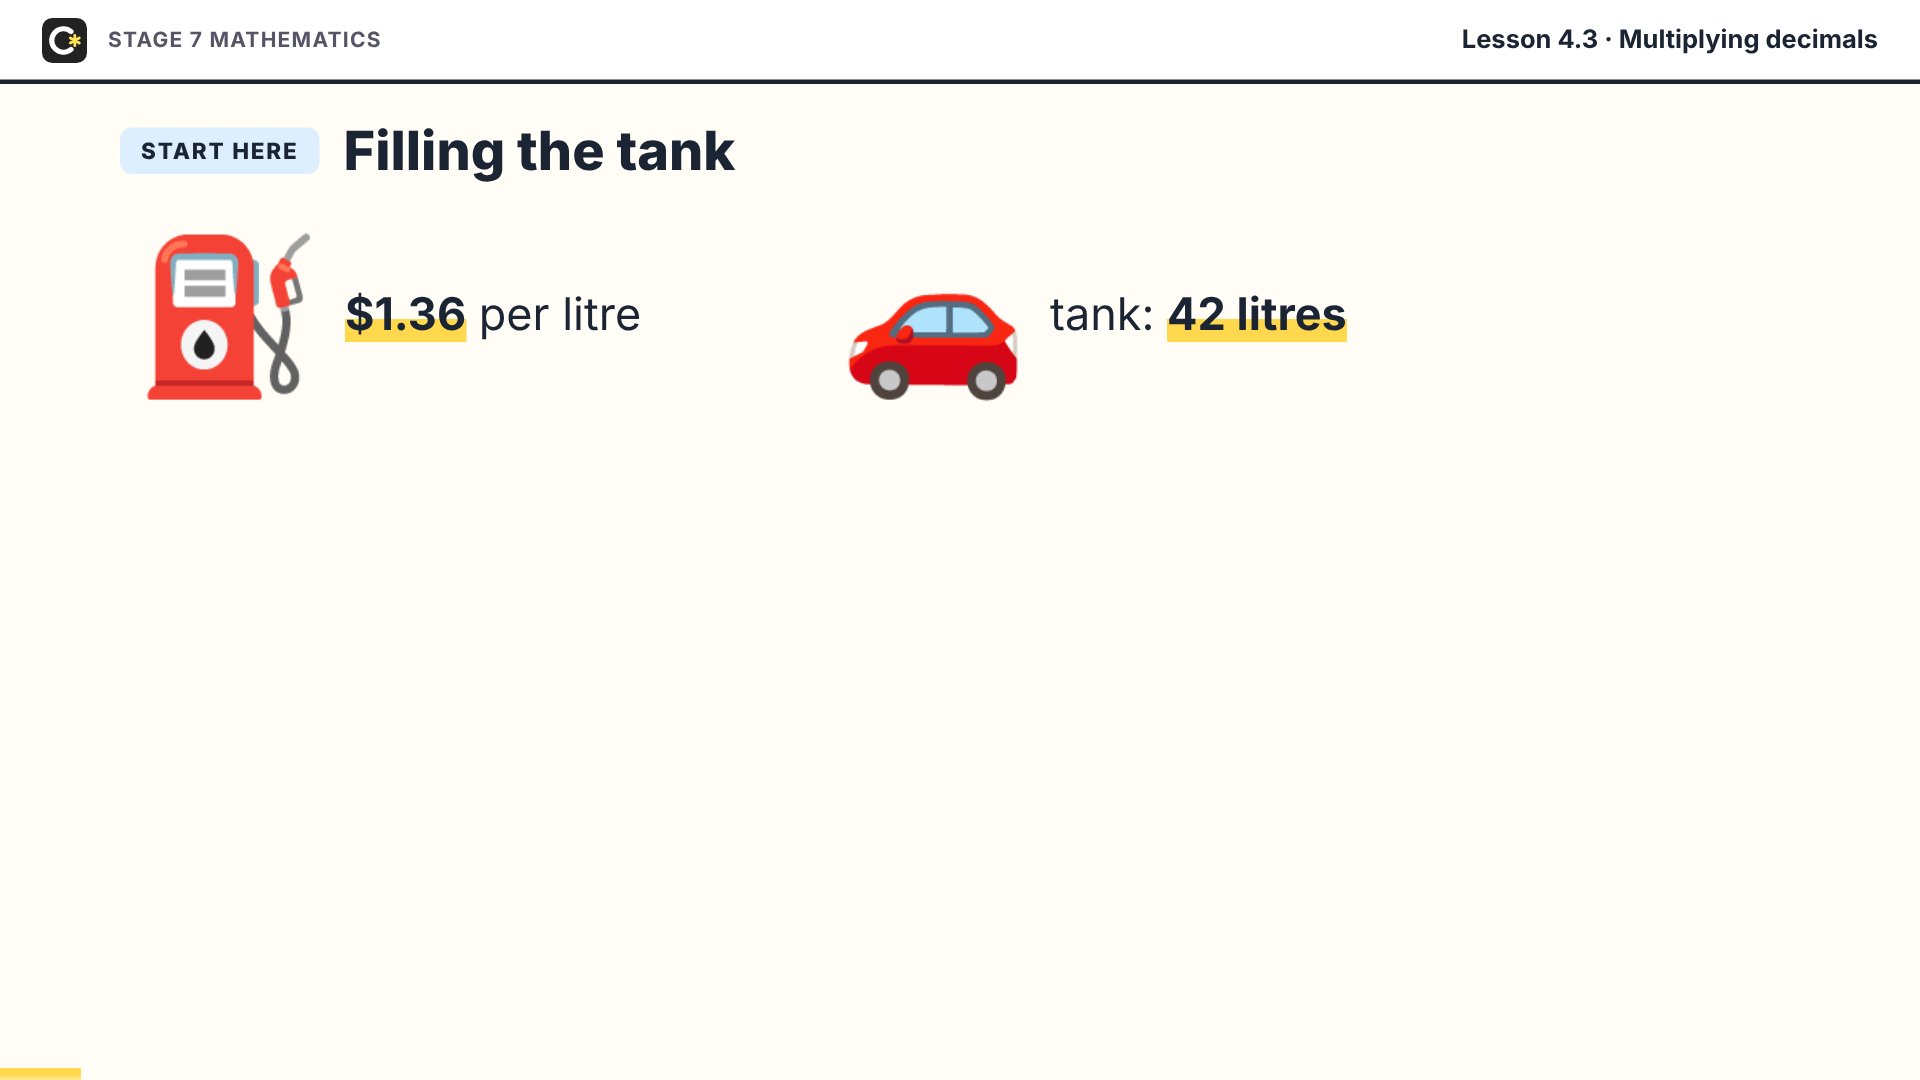 STAGE 7 MATHEMATICS
Lesson 4.3 · Multiplying decimals
START HERE
Filling the tank
$1.36 per litre
tank: 42 litres